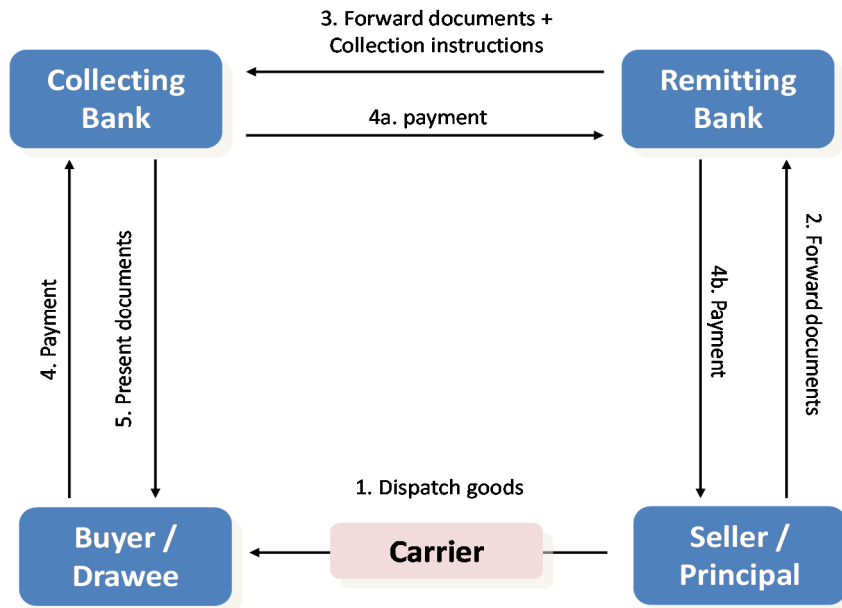 3. Forward documents +
Collection instructions
Collecting
Bank
Remitting
Bank
4a. payment
4. Payment
5. Present documents
4b. Payment
2. Forward documents
1. Dispatch goods
Buyer /
Drawee
Carrier
Seller /
Principal